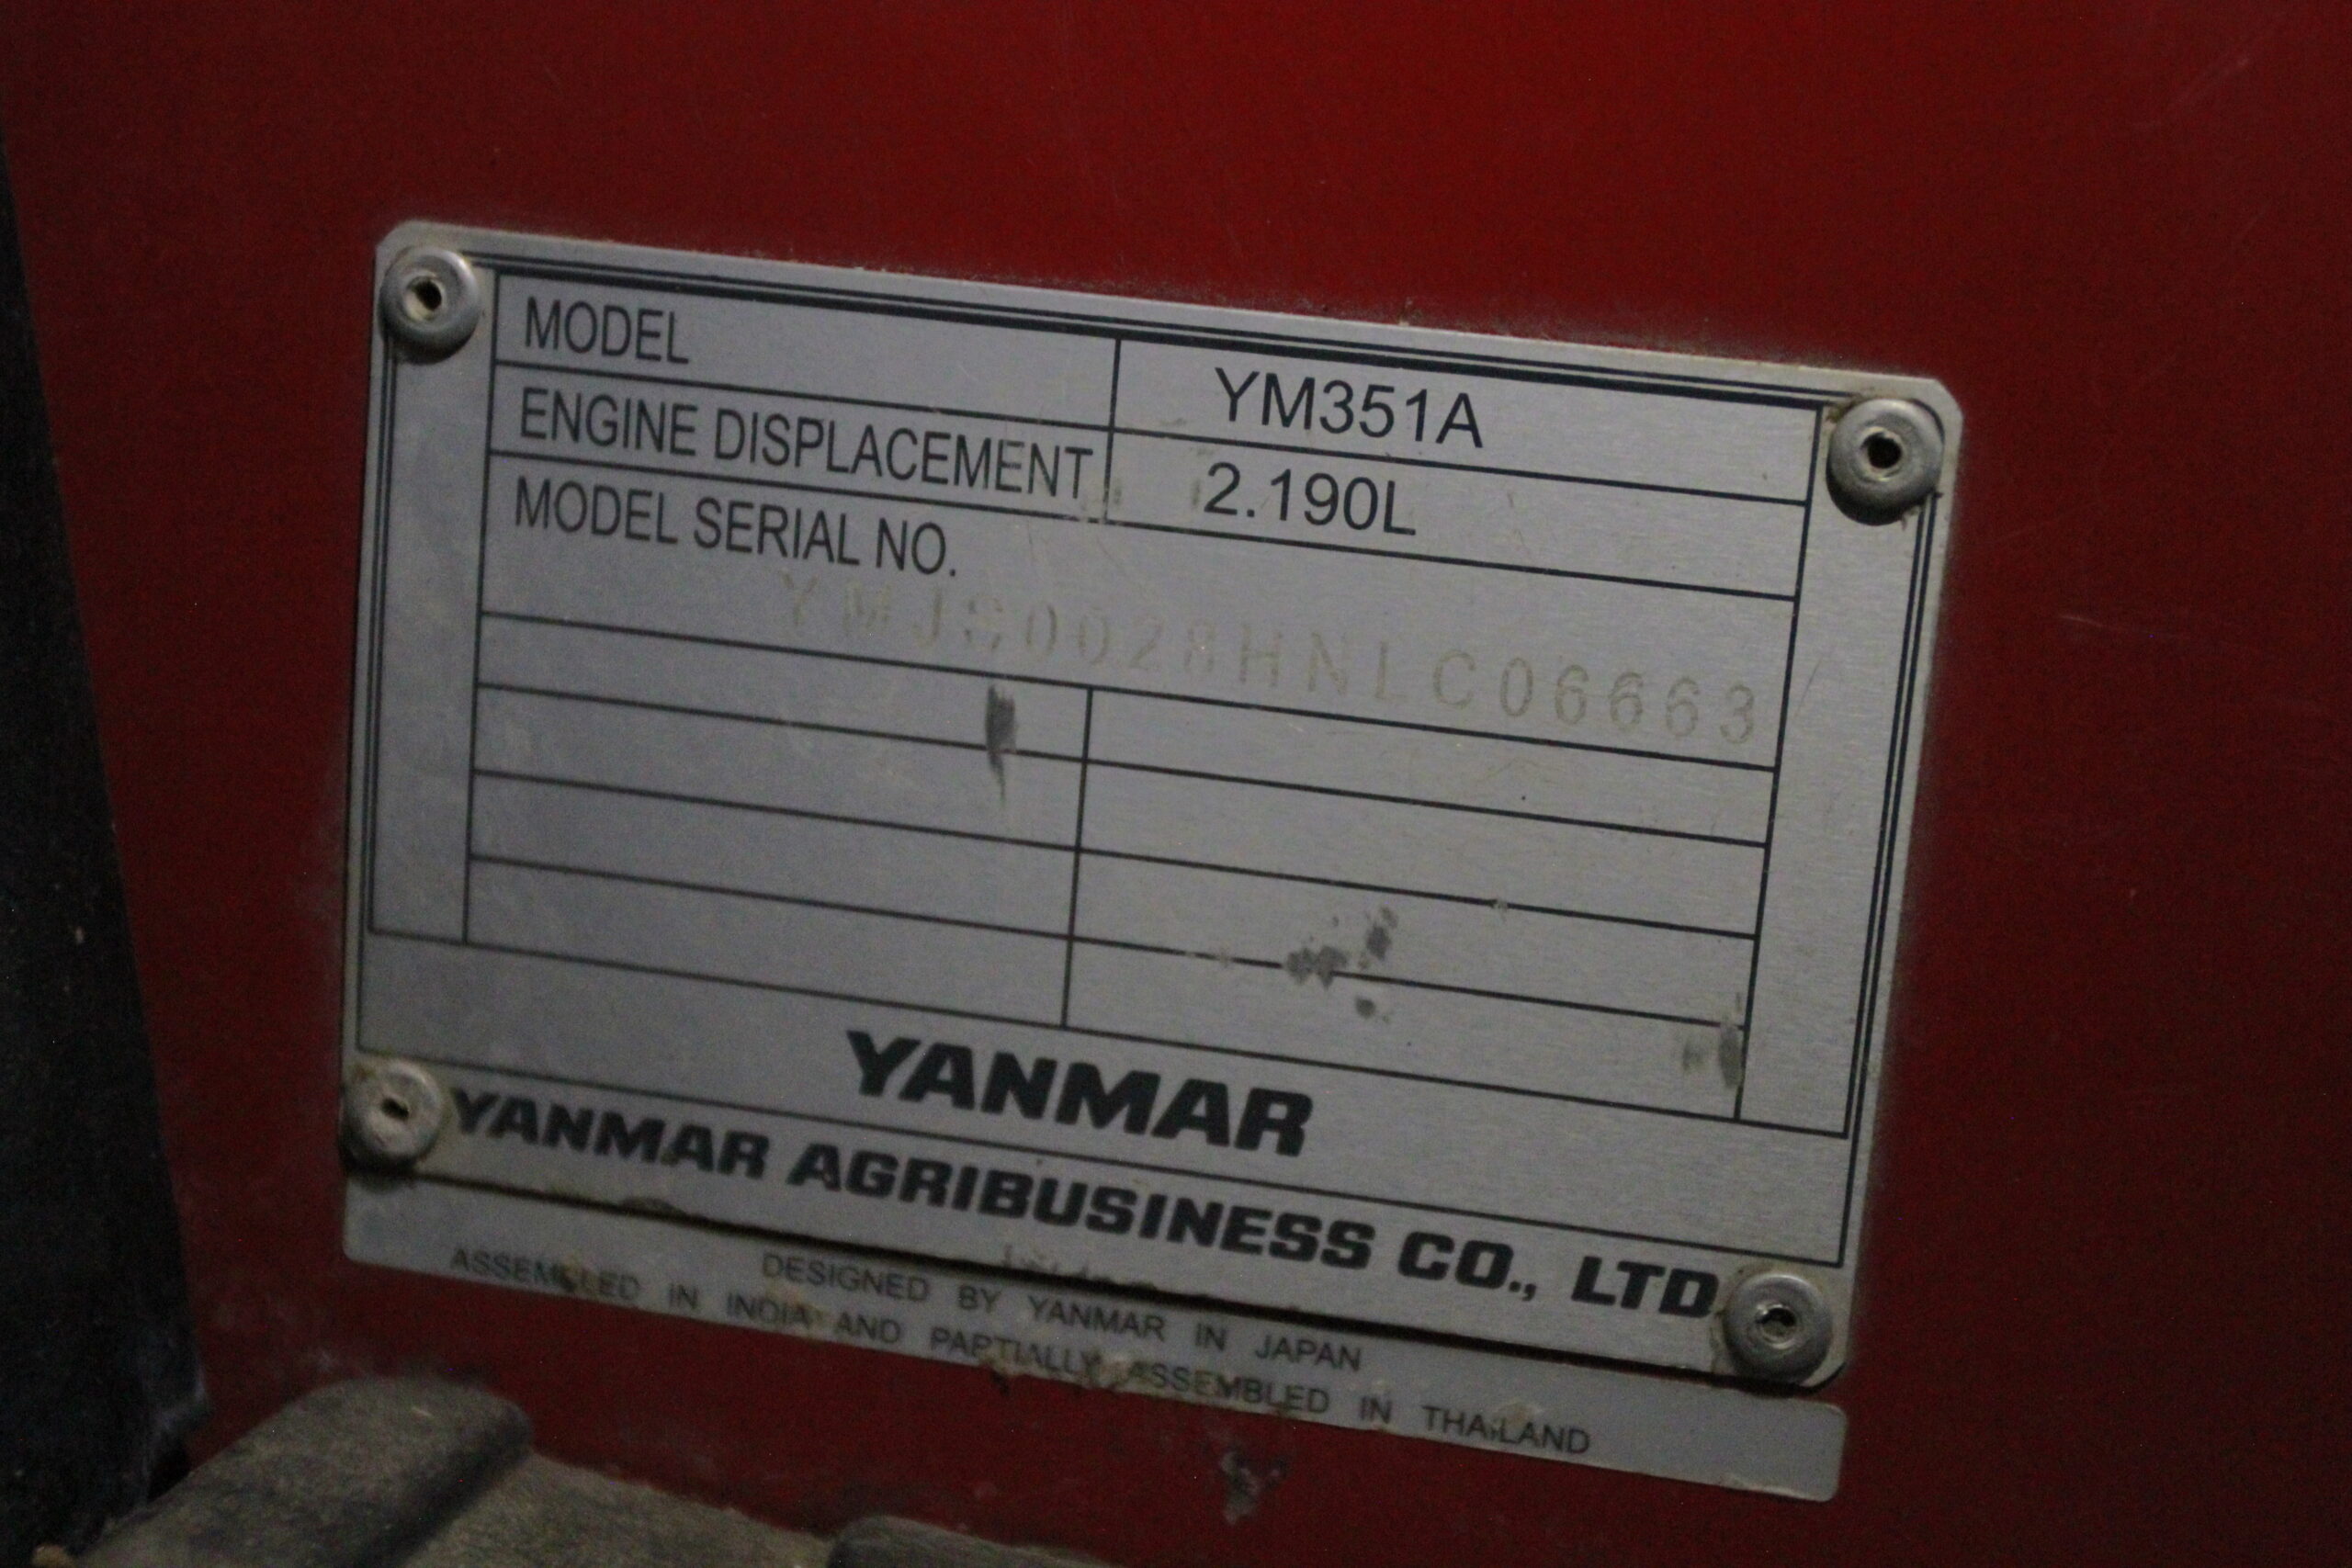 MODEL YM351A
ENGINE DISPLACEMENT 2.190L
MODEL SERIAL NO.
YMJS0028HNLC06663
YANMAR
YANMAR AGRIBUSINESS CO., LTD
DESIGNED BY YANMAR IN JAPAN
ASSEMBLED IN INDIA AND PARTIALLY ASSEMBLED IN THAILAND